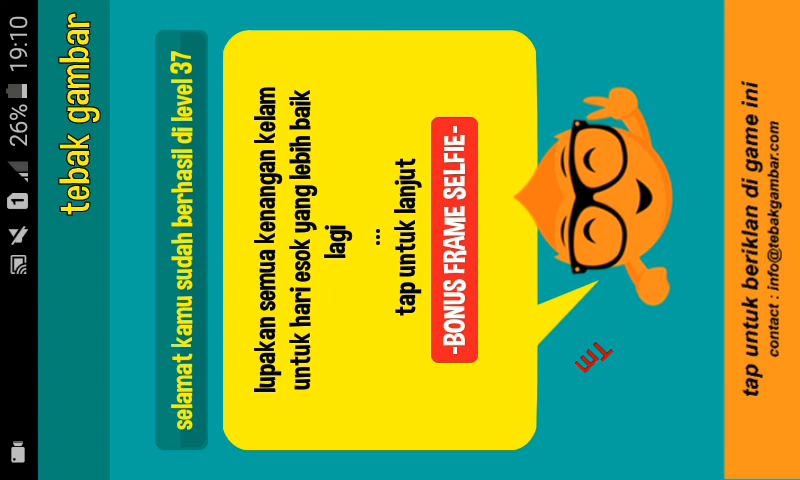 26% 19:10
1
tebak gambar
selamat kamu sudah berhasil di level 37
lupakan semua kenangan kelam
untuk hari esok yang lebih baik
lagi
...
tap untuk lanjut
-BONUS FRAME SELFIE-
Tm
tap untuk beriklan di game ini
contact : info@tebakgambar.com